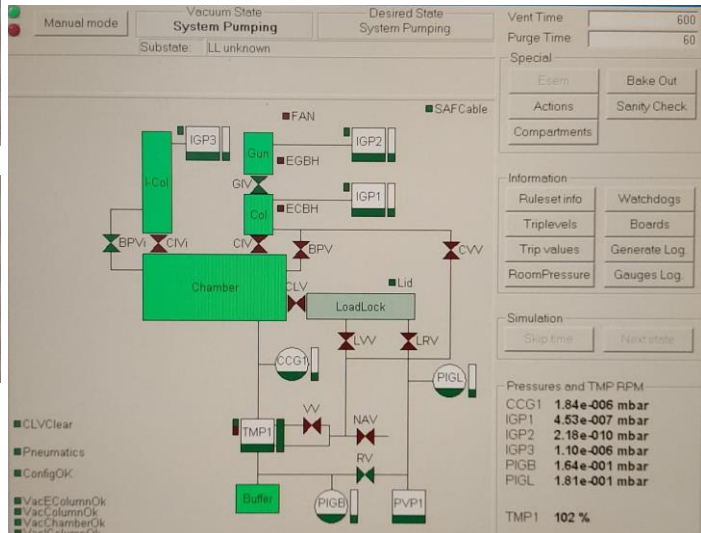 Manual mode
Vacuum State
System Pumping
Desired State
System Pumping
Substate: LL unknown
Vent Time 600
Purge Time 60
Special
Esem Bake Out
Actions Sanity Check
Compartments
Information
Ruleset info Watchdogs
Triplevels Boards
Trip values Generate Log.
RoomPressure Gauges Log.
Simulation
Skip time Next state
Pressures and TMP RPM
CCG1 1.84e-006 mbar
IGP1 4.53e-007 mbar
IGP2 2.18e-010 mbar
IGP3 1.10e-006 mbar
PIGB 1.64e-001 mbar
PIGL 1.81e-001 mbar
TMP1 102 %
FAN
SAFCable
IGP3
Gun
IGP2
EGBH
I-Col
GIV
IGP1
Col
ECBH
BPVi
CIVi
CIV
BPV
CVV
Chamber
CLV
Lid
LoadLock
LVV
LRV
CCG1
PIGL
VV
NAV
TMP1
RV
Buffer
PIGB
PVP1
CLVClear
Pneumatics
ConfigOK
VacEColumnOk
VacColumnOk
VacChamberOk